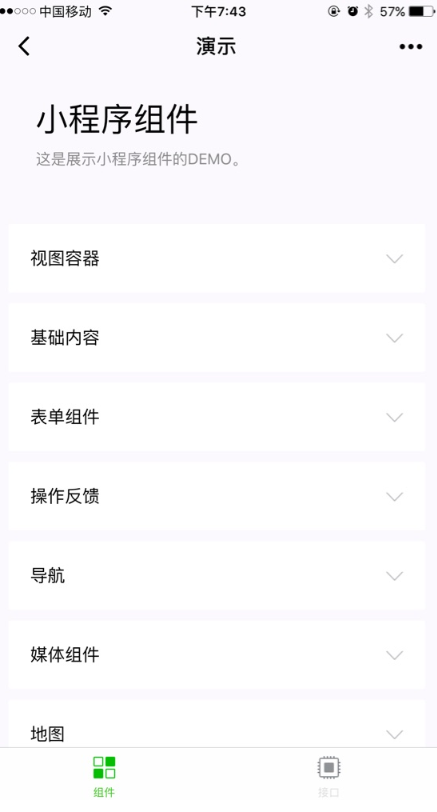 中国移动 下午7:43 57%
演示
小程序组件
这是展示小程序组件的DEMO。
视图容器
基础内容
表单组件
操作反馈
导航
媒体组件
地图
组件 接口